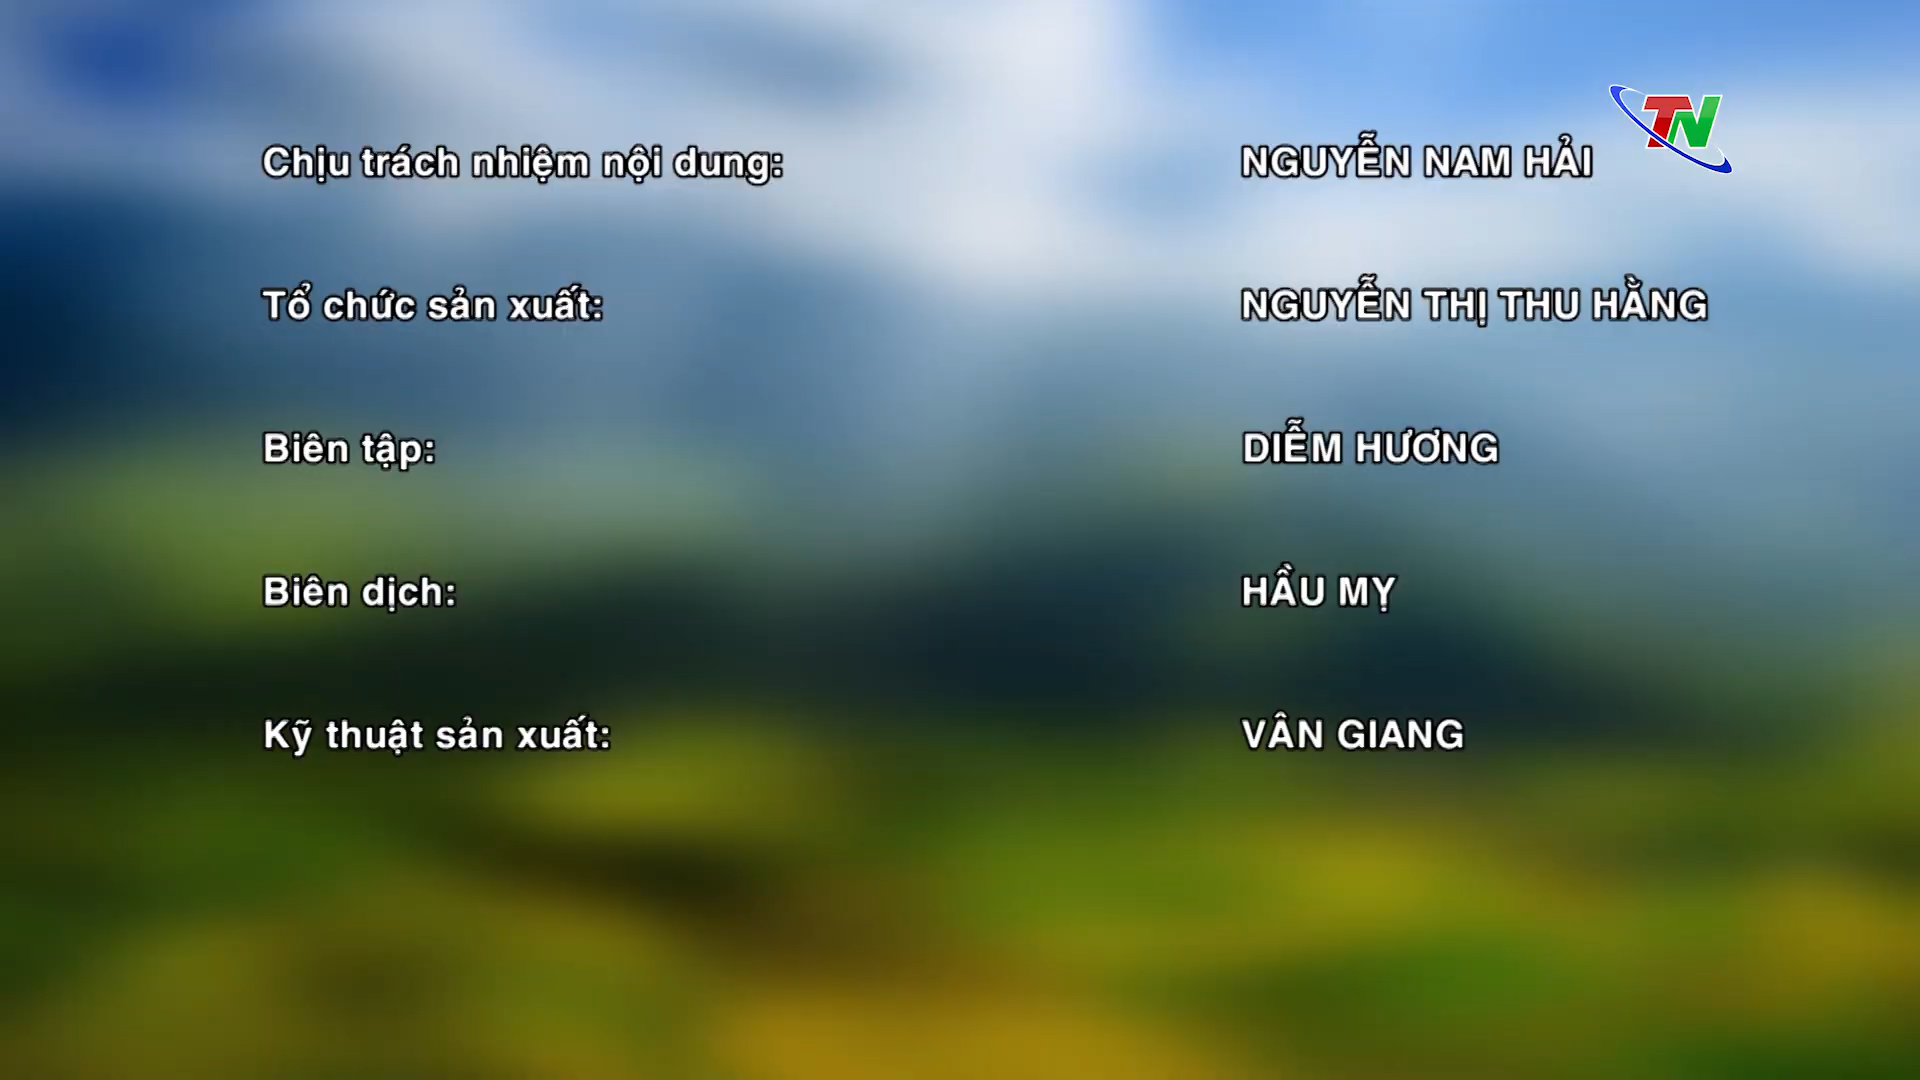 Chịu trách nhiệm nội dung: NGUYỄN NAM HẢI
TN
Tổ chức sản xuất: NGUYỄN THỊ THU HẰNG
Biên tập: DIỄM HƯƠNG
Biên dịch: HẦU MỴ
Kỹ thuật sản xuất: VÂN GIANG